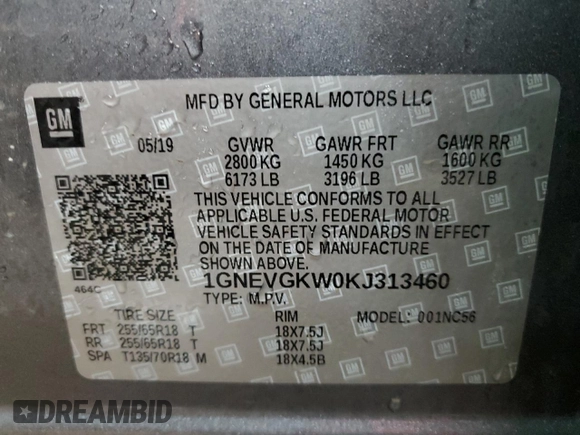 GM
MFD BY GENERAL MOTORS LLC
05/19 GVWR GAWR FRT GAWR RR
2800 KG 1450 KG 1600 KG
6173 LB 3196 LB 3527 LB
THIS VEHICLE CONFORMS TO ALL
APPLICABLE U.S. FEDERAL MOTOR
VEHICLE SAFETY STANDARDS IN EFFECT
ON THE DATE OF MANUFACTURE
SHOWN ABOVE.
464C
1GNEVGKW0KJ313460
TYPE: M.P.V.
TIRE SIZE RIM MODEL: 001NC56
FRT 255/65R18 T 18X7.5J
RR 255/65R18 T 18X7.5J
SPA T135/70R18 M 18X4.5B
DREAMBID